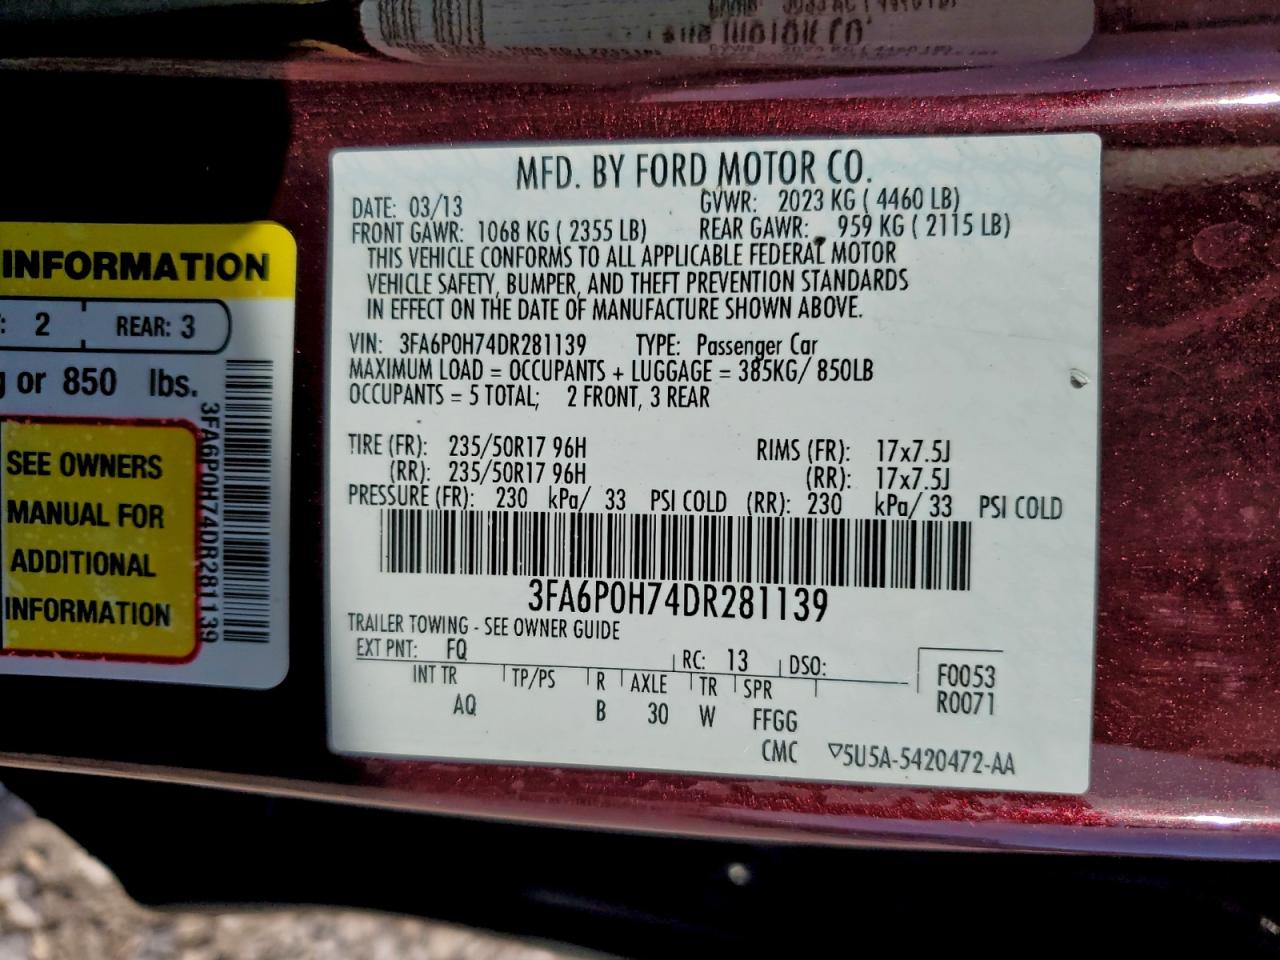 MFD. BY FORD MOTOR CO.
DATE: 03/13 GVWR: 2023 KG ( 4460 LB)
FRONT GAWR: 1068 KG ( 2355 LB) REAR GAWR: 959 KG ( 2115 LB)
THIS VEHICLE CONFORMS TO ALL APPLICABLE FEDERAL MOTOR
VEHICLE SAFETY, BUMPER, AND THEFT PREVENTION STANDARDS
IN EFFECT ON THE DATE OF MANUFACTURE SHOWN ABOVE.
VIN: 3FA6P0H74DR281139 TYPE: Passenger Car
MAXIMUM LOAD = OCCUPANTS + LUGGAGE = 385KG/ 850LB
OCCUPANTS = 5 TOTAL; 2 FRONT, 3 REAR
TIRE (FR): 235/50R17 96H RIMS (FR): 17x7.5J
(RR): 235/50R17 96H (RR): 17x7.5J
PRESSURE (FR): 230 kPa/ 33 PSI COLD (RR): 230 kPa/ 33 PSI COLD
3FA6P0H74DR281139
TRAILER TOWING - SEE OWNER GUIDE
EXT PNT: FQ RC: 13 DSO:
INT TR TP/PS R AXLE TR SPR
AQ B 30 W FFGG
F0053
R0071
CMC ▽5U5A-5420472-AA
INFORMATION
: 2 REAR: 3
or 850 lbs.
SEE OWNERS
MANUAL FOR
ADDITIONAL
INFORMATION
3FA6P0H74DR281139